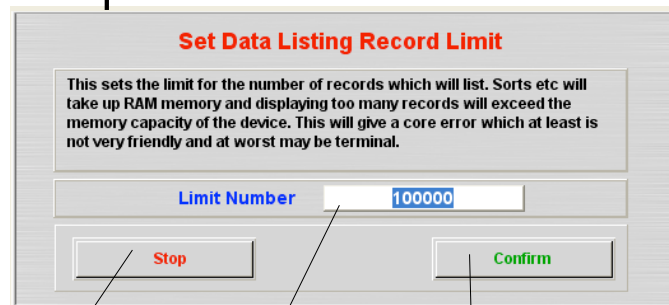 Set Data Listing Record Limit
This sets the limit for the number of records which will list. Sorts etc will
take up RAM memory and displaying too many records will exceed the
memory capacity of the device. This will give a core error which at least is
not very friendly and at worst may be terminal.
Limit Number 100000
Stop Confirm